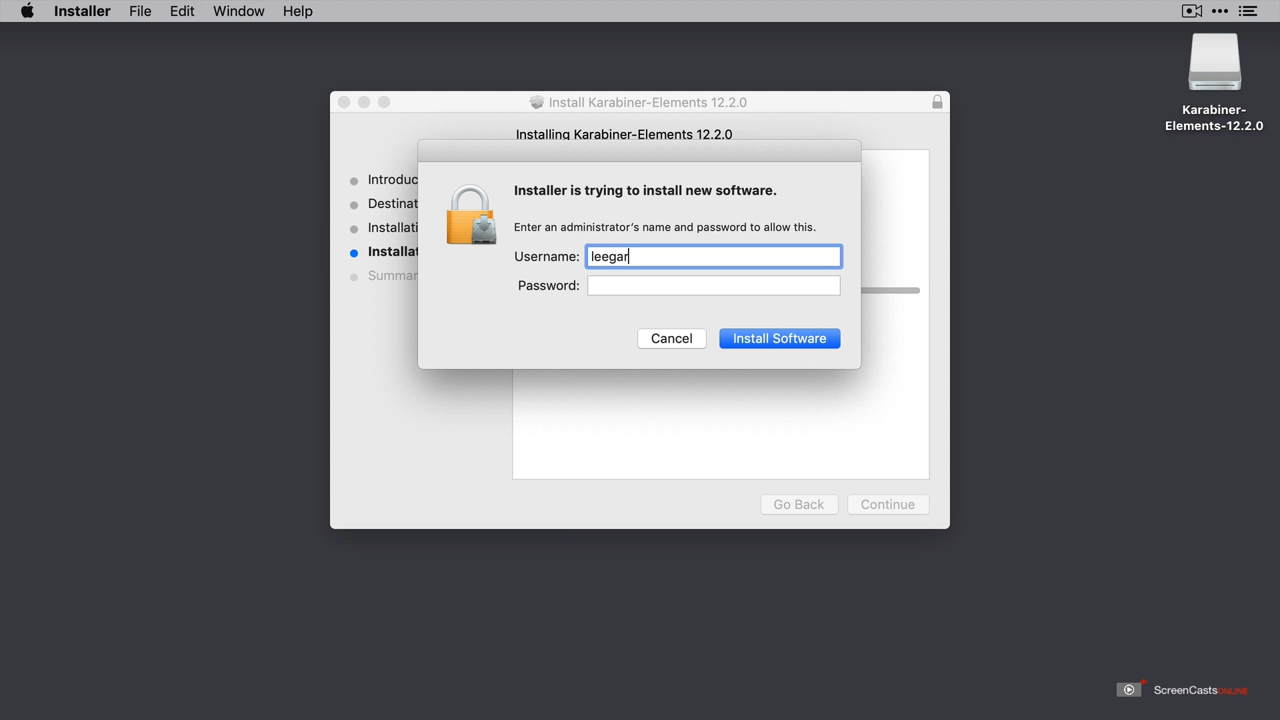 Installer File Edit Window Help
Karabiner-
Elements-12.2.0
Install Karabiner-Elements 12.2.0
Installing Karabiner-Elements 12.2.0
Introduc
Destinat
Installati
Installat
Summar
Installer is trying to install new software.
Enter an administrator's name and password to allow this.
Username: leegar
Password:
Cancel Install Software
Go Back Continue
ScreenCastsONLINE